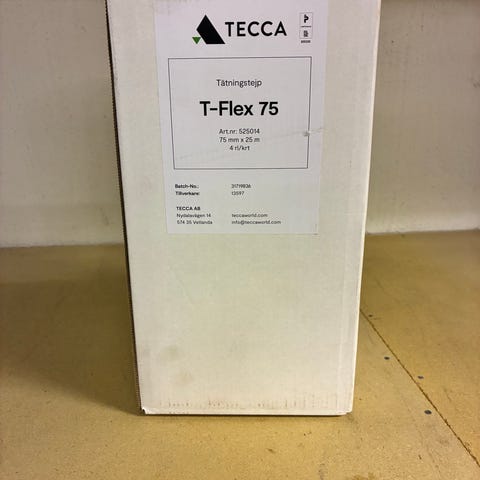 TECCA
Tätningstejp
T-Flex 75
Art.nr: 525014
75 mm x 25 m
4 rl/krt
Batch-No.: 31719836
Tillverkare: 13597
TECCA AB
Nydalavägen 14 teccaworld.com
574 35 Vetlanda info@teccaworld.com